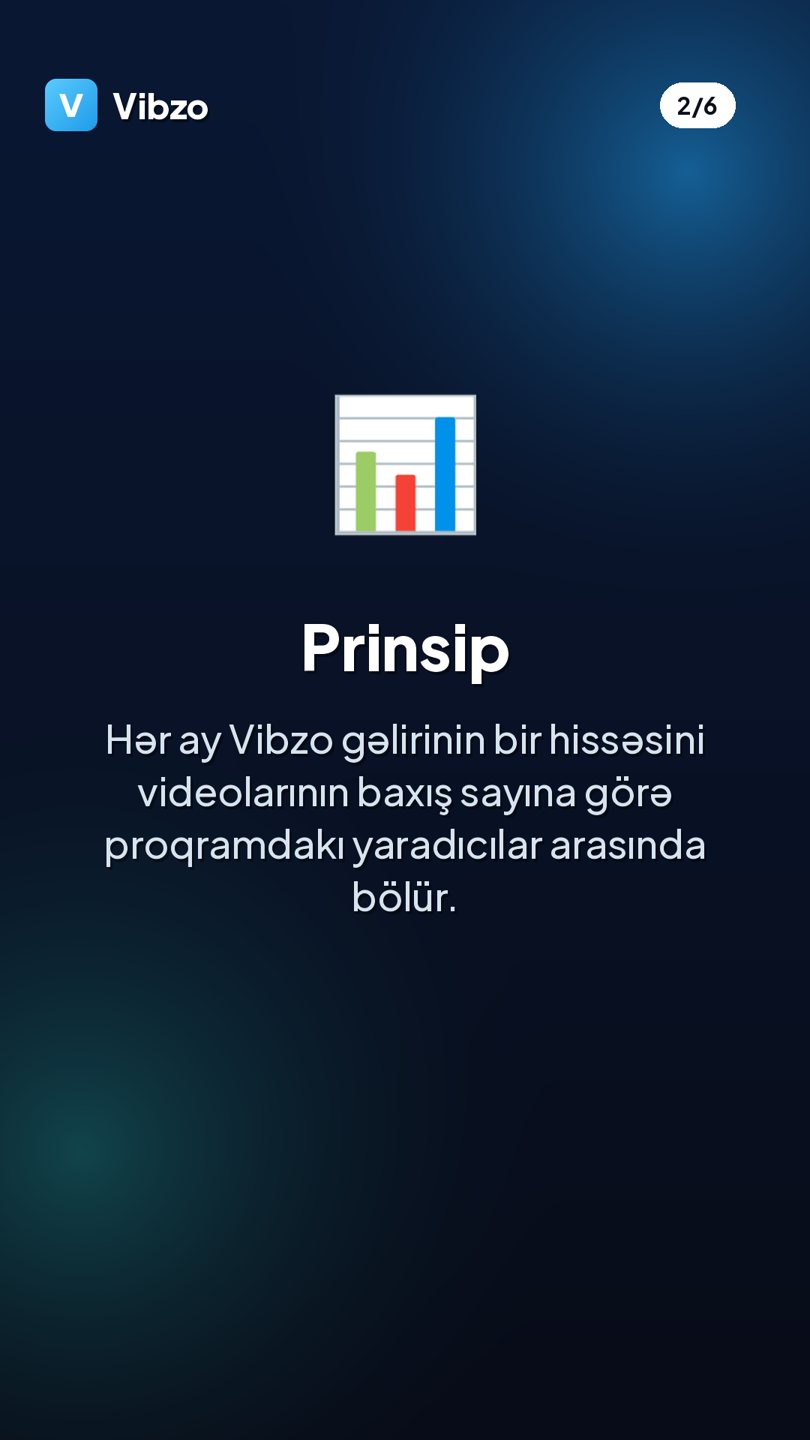 V Vibzo
2/6
Prinsip
Hər ay Vibzo gəlirinin bir hissəsini
videolarının baxış sayına görə
proqramdakı yaradıcılar arasında
bölür.